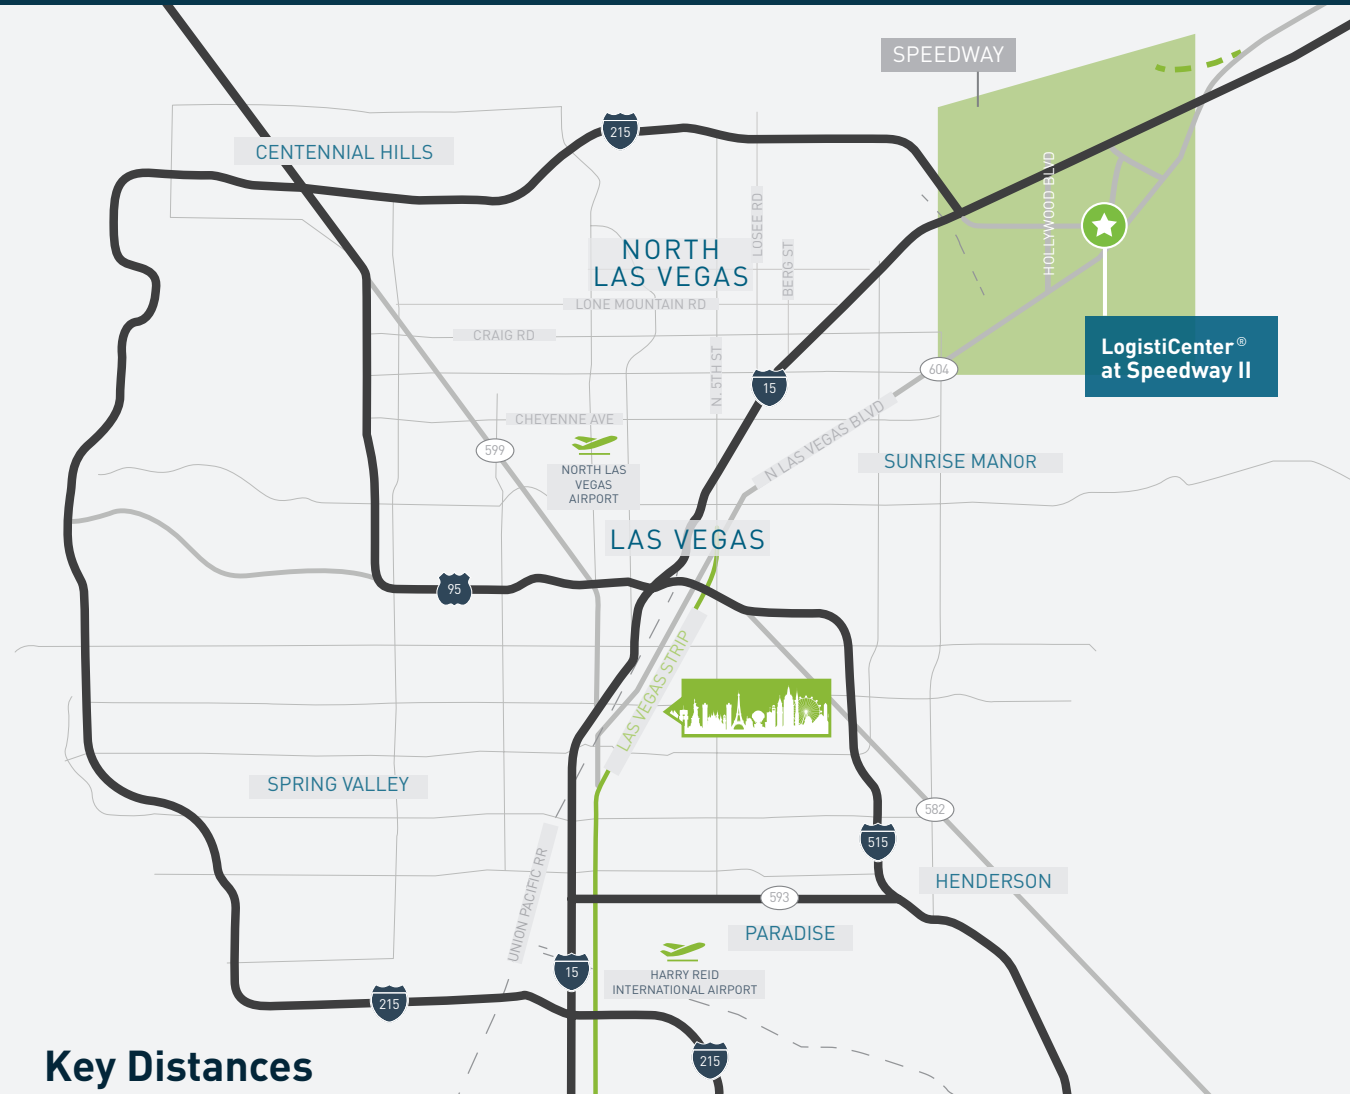 SPEEDWAY
215
CENTENNIAL HILLS
HOLLYWOOD BLVD
LOSEE RD
NORTH
LAS VEGAS
BERG ST
LONE MOUNTAIN RD
CRAIG RD
LogistiCenter®
at Speedway II
N. 5TH ST
604
15
CHEYENNE AVE
N LAS VEGAS BLVD
599
SUNRISE MANOR
NORTH LAS
VEGAS
AIRPORT
LAS VEGAS
95
LAS VEGAS STRIP
SPRING VALLEY
582
515
UNION PACIFIC RR
HENDERSON
593
PARADISE
15
HARRY REID
INTERNATIONAL AIRPORT
215
215
Key Distances